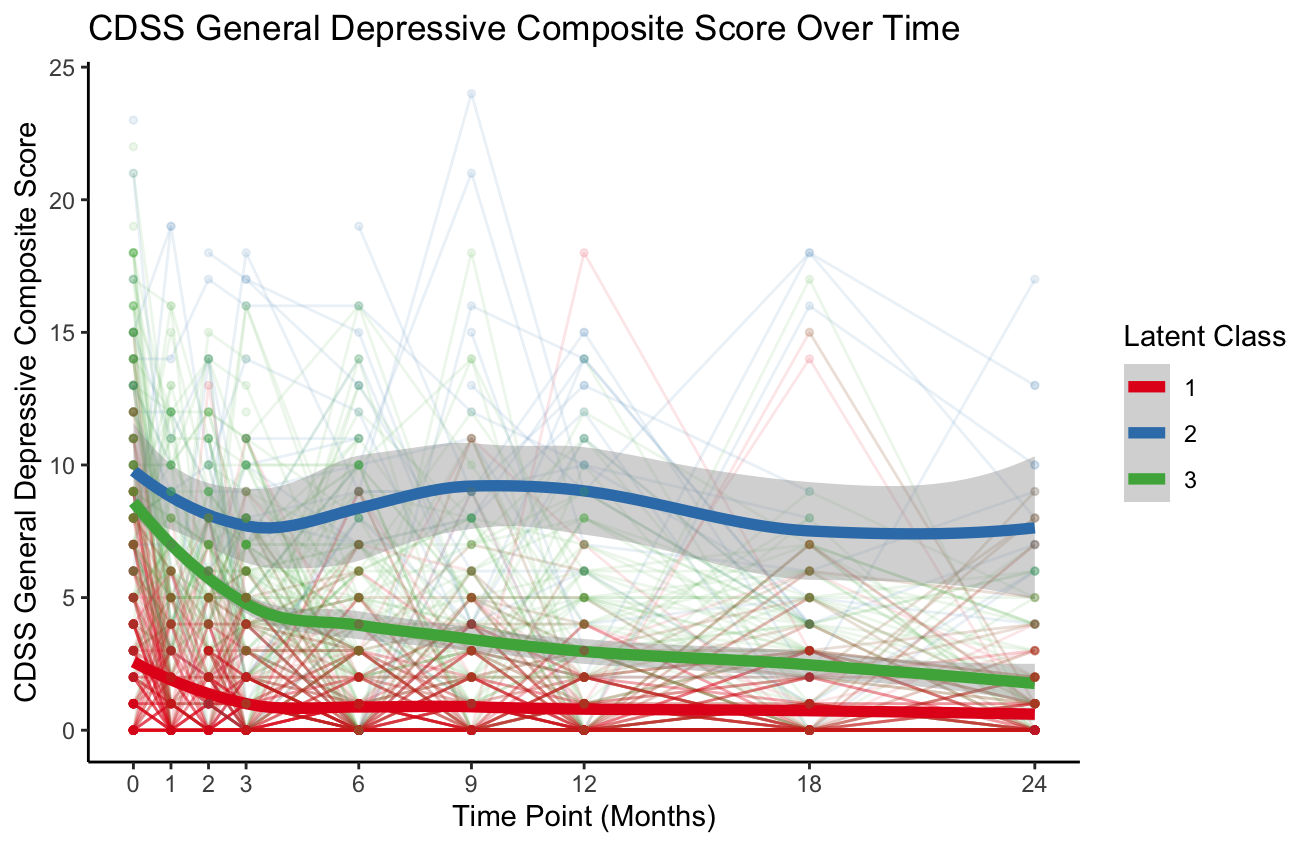 CDSS General Depressive Composite Score Over Time
CDSS General Depressive Composite Score
25
20
15
10
5
0
0 1 2 3 6 9 12 18 24
Time Point (Months)
Latent Class
1
2
3